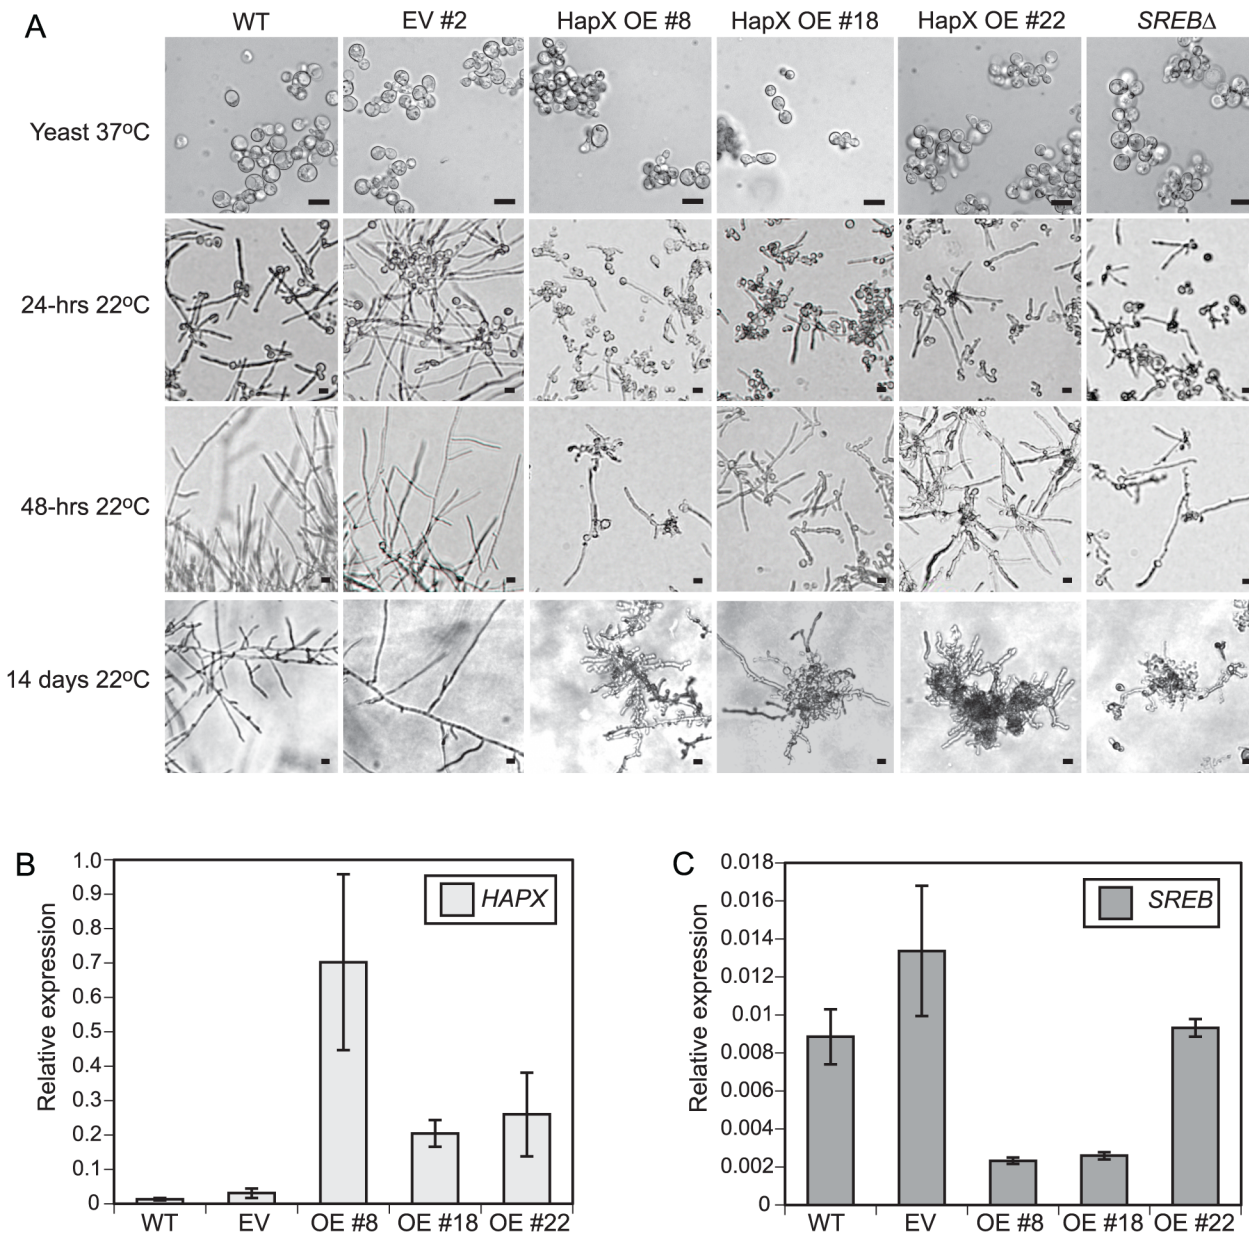 A
WT
EV #2
HapX OE #8
HapX OE #18
HapX OE #22
SREBΔ
Yeast 37ºC
24-hrs 22ºC
48-hrs 22ºC
14 days 22ºC
B
Relative expression
1.0
0.9
0.8
0.7
0.6
0.5
0.4
0.3
0.2
0.1
0
HAPX
WT
EV
OE #8
OE #18
OE #22
C
Relative expression
0.018
0.016
0.014
0.012
0.01
0.008
0.006
0.004
0.002
0
SREB
WT
EV
OE #8
OE #18
OE #22